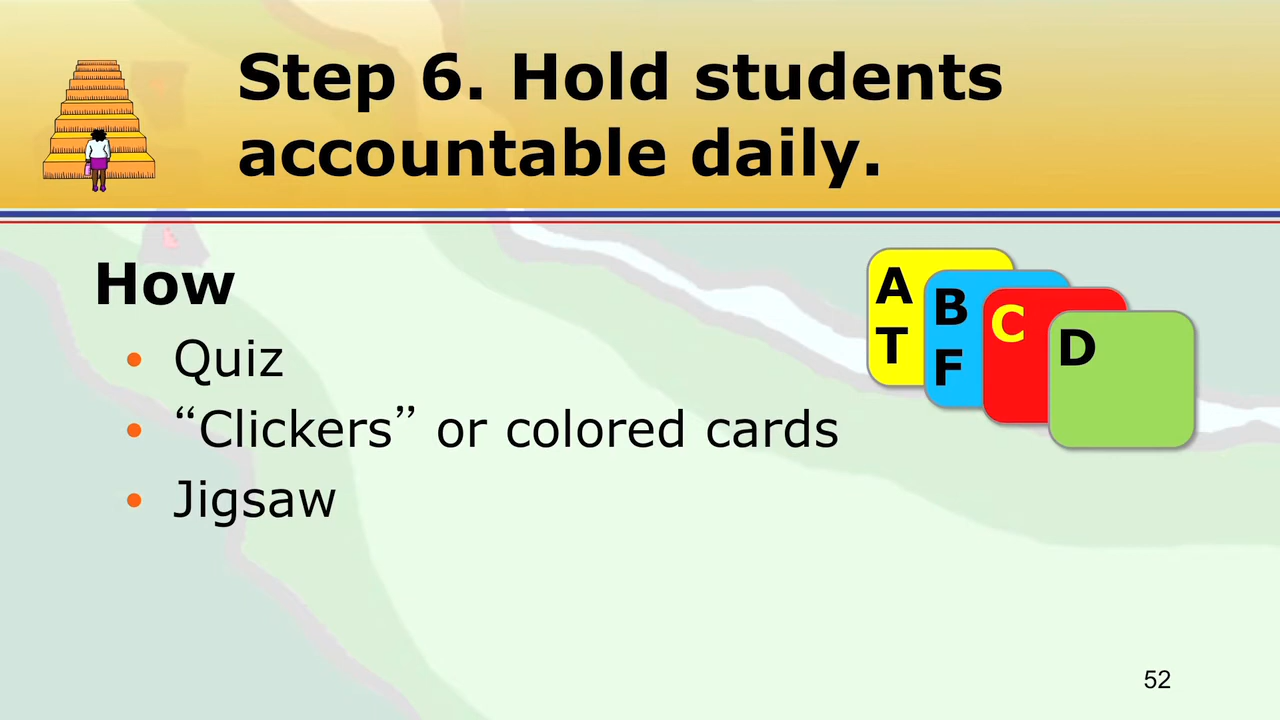 Step 6. Hold students
accountable daily.
How
• Quiz
• “Clickers” or colored cards
• Jigsaw
A
T
B
F
C
D
52